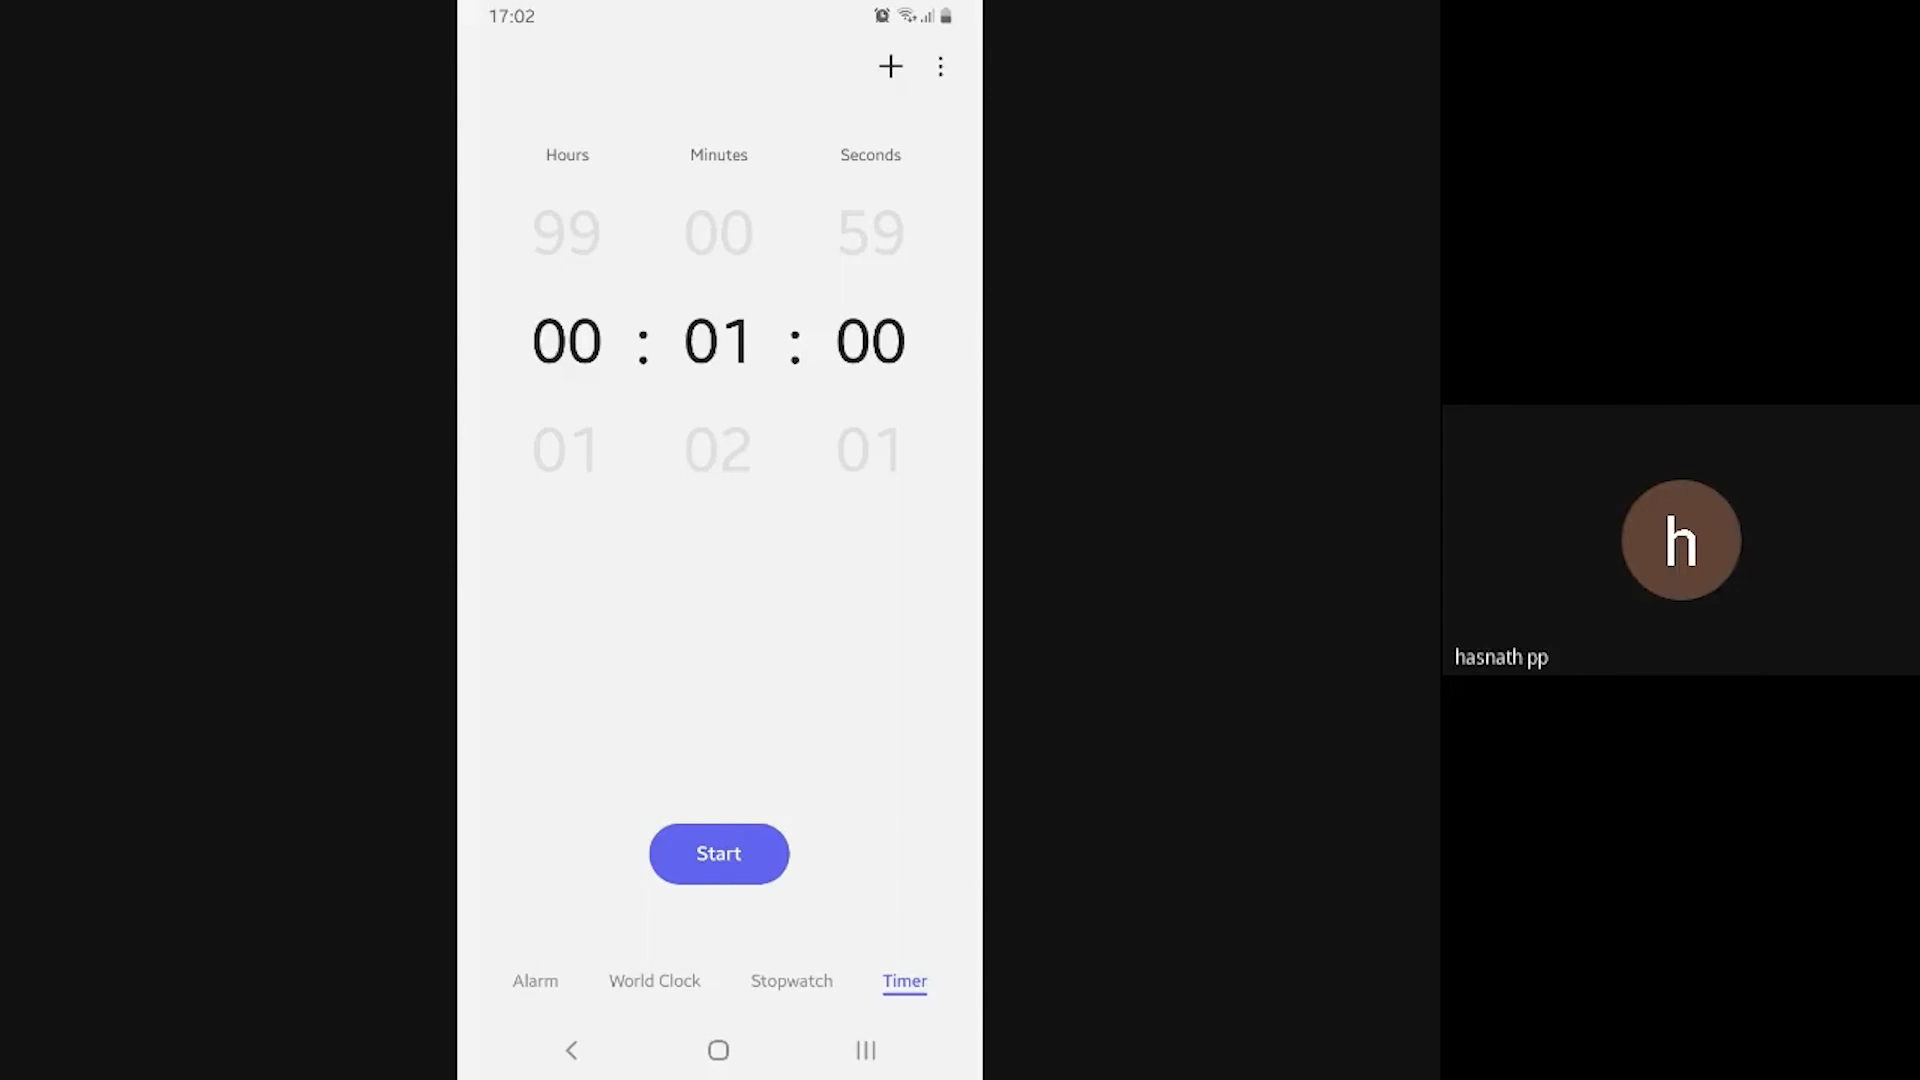 17:02
Hours Minutes Seconds
99 00 59
00 : 01 : 00
01 02 01
Start
Alarm World Clock Stopwatch Timer
h
hasnath pp